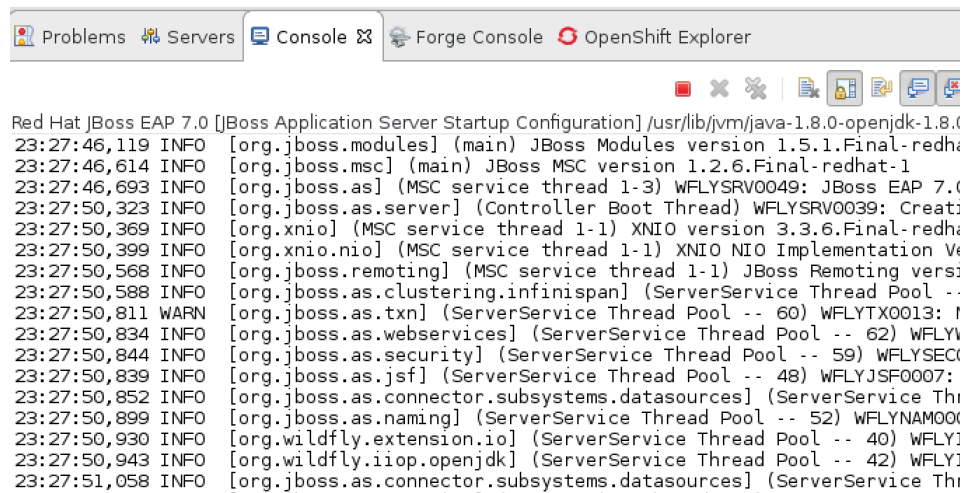 Problems Servers Console Forge Console OpenShift Explorer
Red Hat JBoss EAP 7.0 [JBoss Application Server Startup Configuration] /usr/lib/jvm/java-1.8.0-openjdk-1.8.0
23:27:46,119 INFO [org.jboss.modules] (main) JBoss Modules version 1.5.1.Final-redha
23:27:46,614 INFO [org.jboss.msc] (main) JBoss MSC version 1.2.6.Final-redhat-1
23:27:46,693 INFO [org.jboss.as] (MSC service thread 1-3) WFLYSRV0049: JBoss EAP 7.0
23:27:50,323 INFO [org.jboss.as.server] (Controller Boot Thread) WFLYSRV0039: Creati
23:27:50,369 INFO [org.xnio] (MSC service thread 1-1) XNIO version 3.3.6.Final-redha
23:27:50,399 INFO [org.xnio.nio] (MSC service thread 1-1) XNIO NIO Implementation Ve
23:27:50,568 INFO [org.jboss.remoting] (MSC service thread 1-1) JBoss Remoting versi
23:27:50,588 INFO [org.jboss.as.clustering.infinispan] (ServerService Thread Pool --
23:27:50,811 WARN [org.jboss.as.txn] (ServerService Thread Pool -- 60) WFLYTX0013: N
23:27:50,834 INFO [org.jboss.as.webservices] (ServerService Thread Pool -- 62) WFLYW
23:27:50,844 INFO [org.jboss.as.security] (ServerService Thread Pool -- 59) WFLYSEC0
23:27:50,839 INFO [org.jboss.as.jsf] (ServerService Thread Pool -- 48) WFLYJSF0007:
23:27:50,852 INFO [org.jboss.as.connector.subsystems.datasources] (ServerService Thr
23:27:50,899 INFO [org.jboss.as.naming] (ServerService Thread Pool -- 52) WFLYNAM000
23:27:50,930 INFO [org.wildfly.extension.io] (ServerService Thread Pool -- 40) WFLYI
23:27:50,943 INFO [org.wildfly.iiop.openjdk] (ServerService Thread Pool -- 42) WFLYI
23:27:51,058 INFO [org.jboss.as.connector.subsystems.datasources] (ServerService Thr